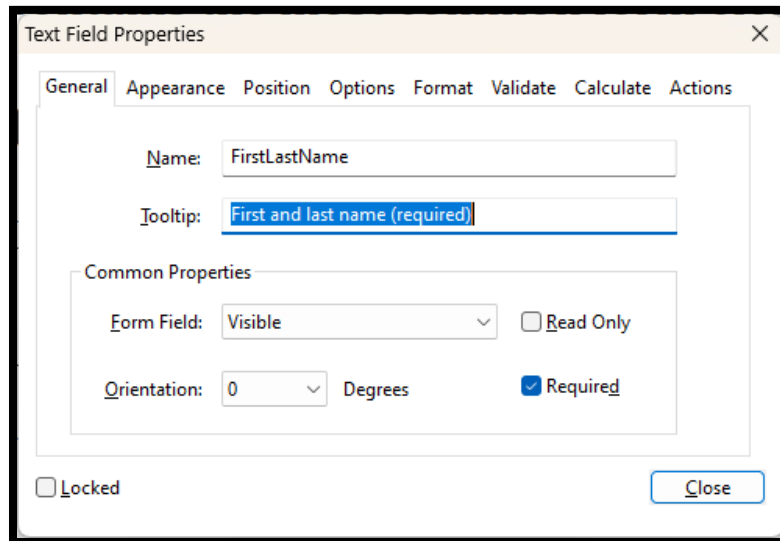 Text Field Properties
General Appearance Position Options Format Validate Calculate Actions
Name: FirstLastName
Tooltip: First and last name (required)
Common Properties
Form Field: Visible Read Only
Orientation: 0 Degrees Required
Locked Close